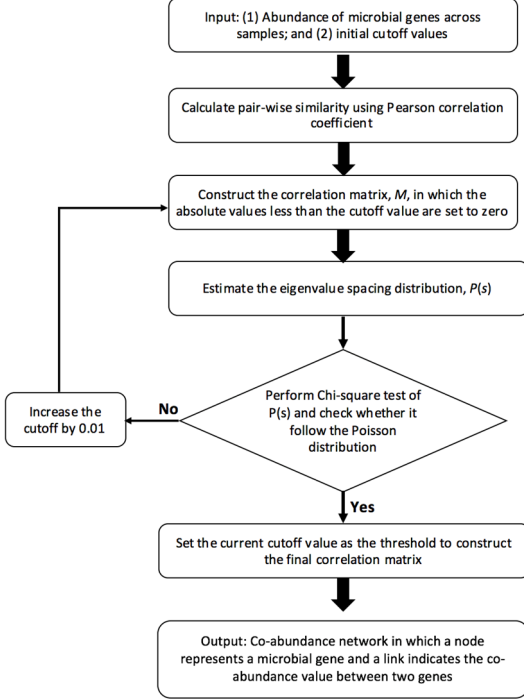 Input: (1) Abundance of microbial genes across
samples; and (2) initial cutoff values
Calculate pair-wise similarity using Pearson correlation
coefficient
Construct the correlation matrix, M, in which the
absolute values less than the cutoff value are set to zero
Estimate the eigenvalue spacing distribution, P(s)
Perform Chi-square test of
P(s) and check whether it
follow the Poisson
distribution
No
Increase the
cutoff by 0.01
Yes
Set the current cutoff value as the threshold to construct
the final correlation matrix
Output: Co-abundance network in which a node
represents a microbial gene and a link indicates the co-
abundance value between two genes